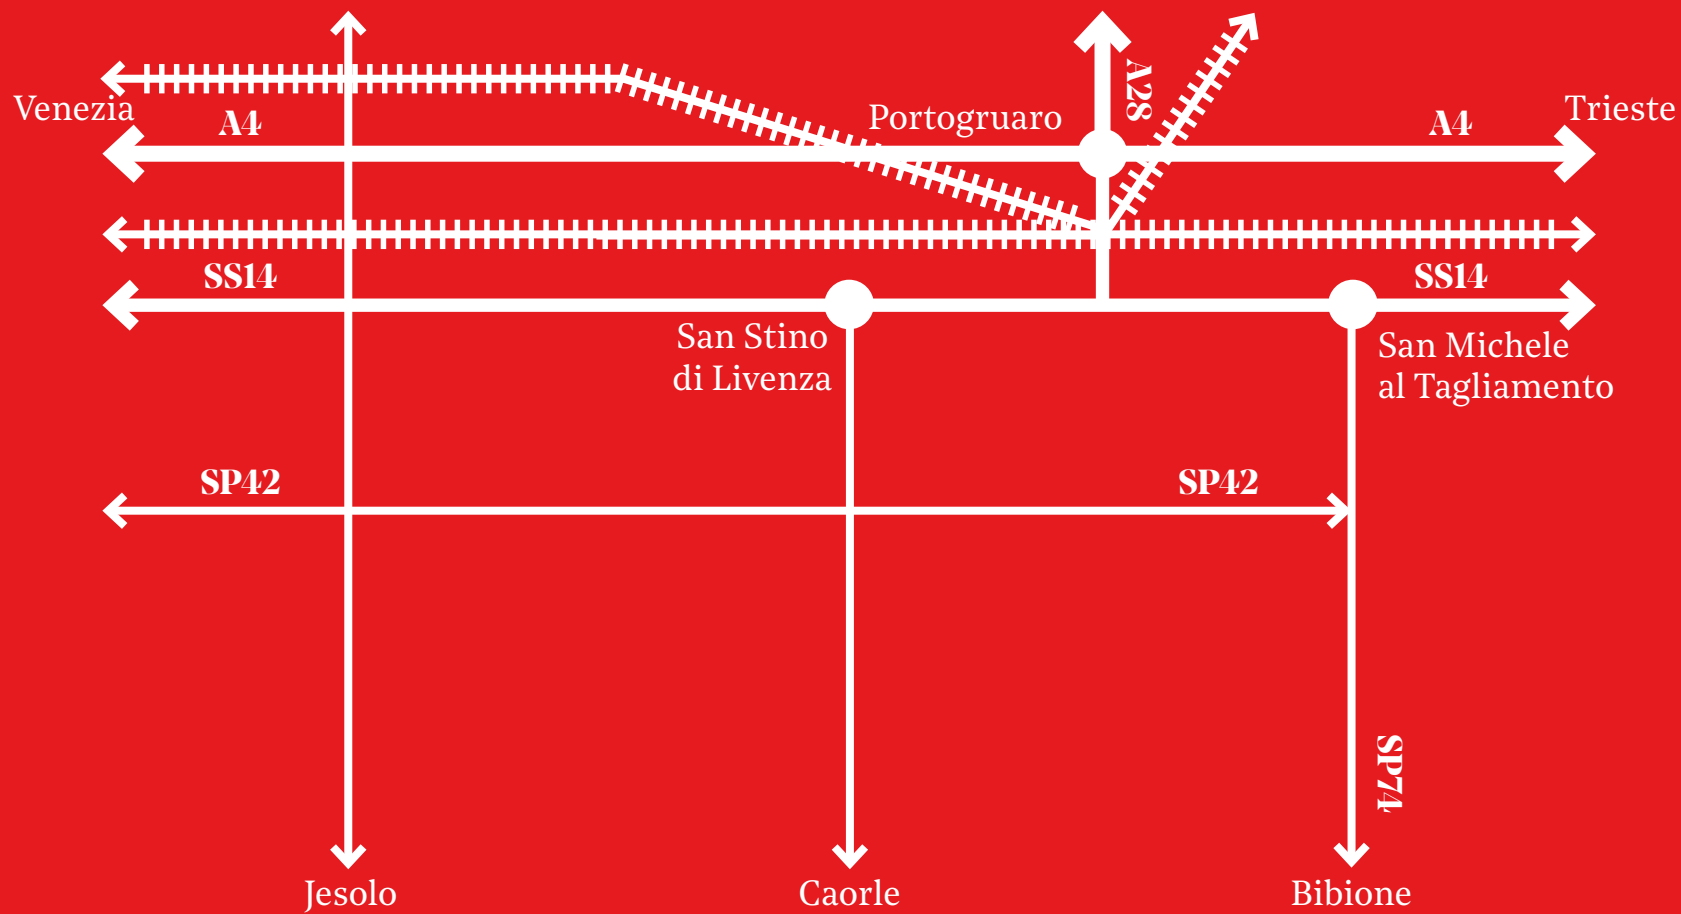 Venezia
A4
Portogruaro
A28
A4
Trieste
SS14
SS14
San Stino
di Livenza
San Michele
al Tagliamento
SP42
SP42
SP74
Jesolo
Caorle
Bibione